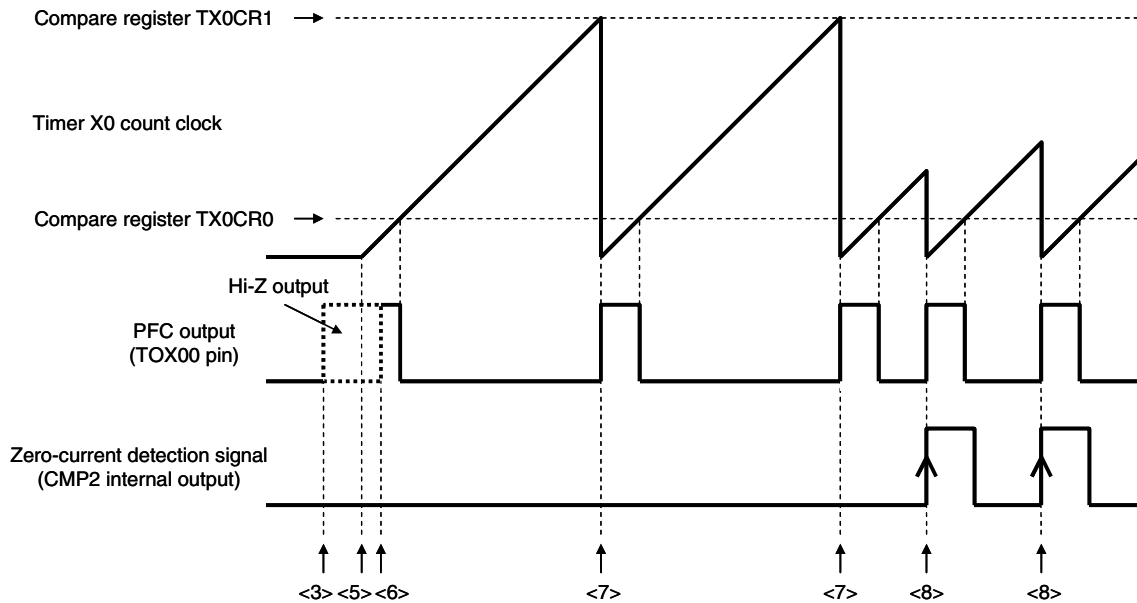 Compare register TX0CR1
Timer X0 count clock
Compare register TX0CR0
Hi-Z output
PFC output
(TOX00 pin)
Zero-current detection signal
(CMP2 internal output)
<3> <5> <6> <7> <7> <8> <8>